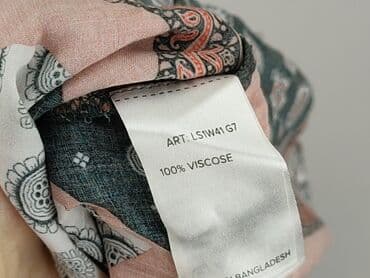 ART: LS1W41 G7
100% VISCOSE
BANGLADESH